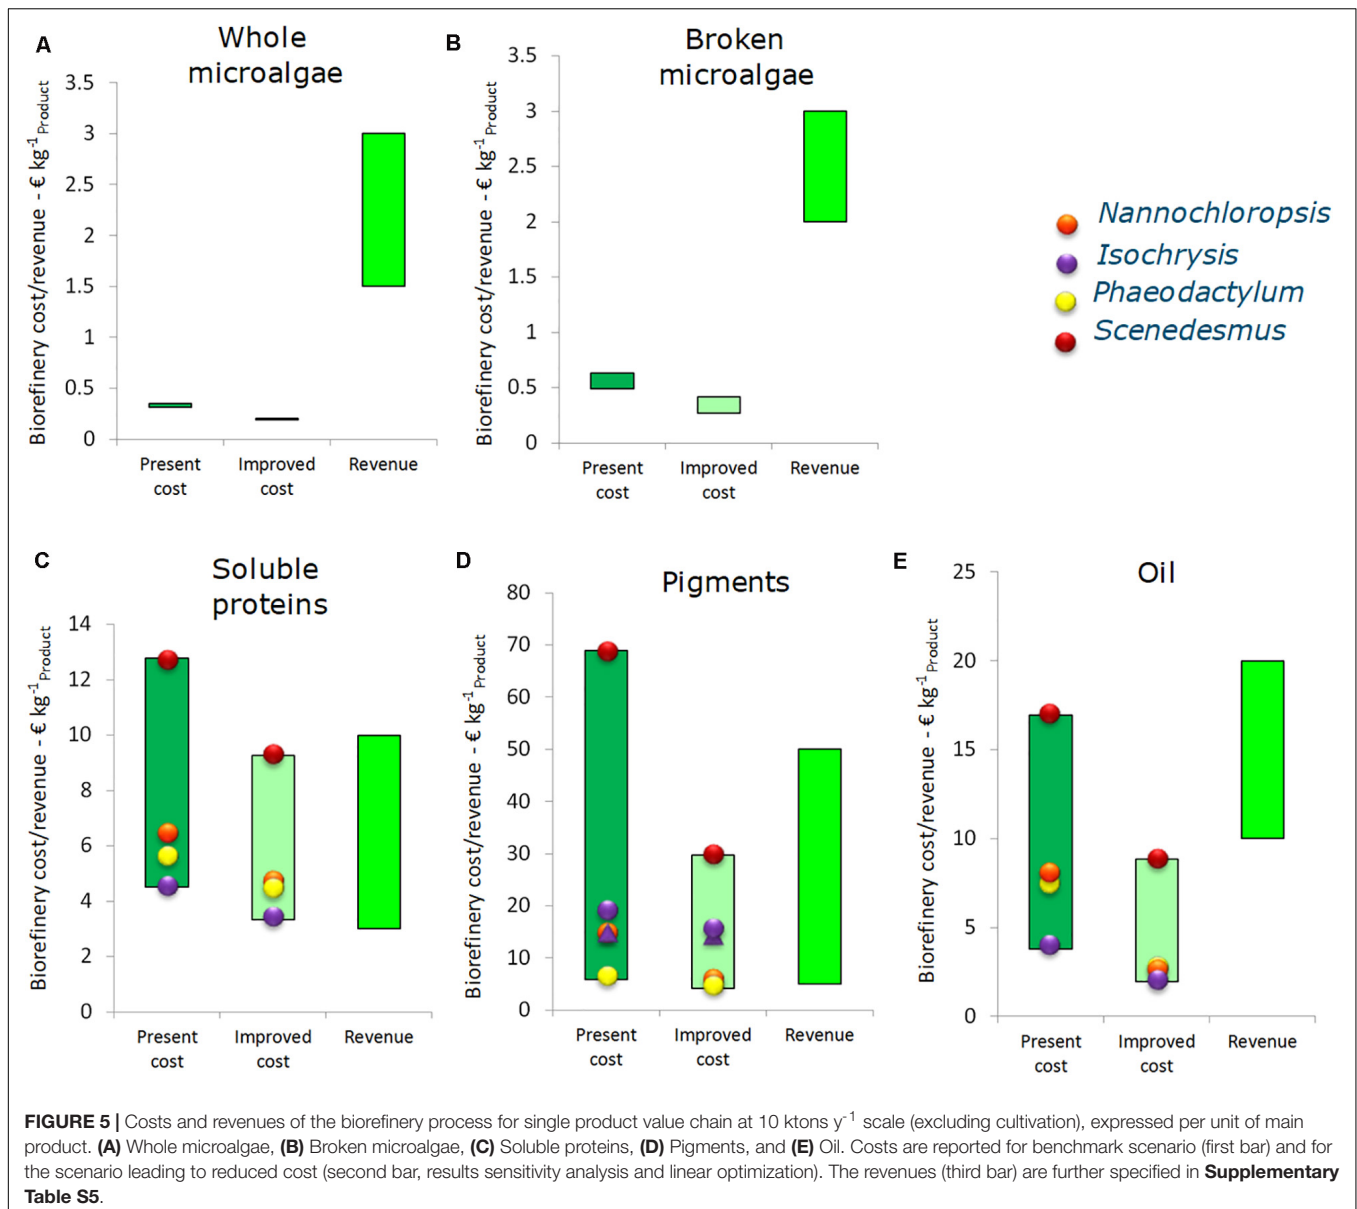 A
Whole
microalgae
Biorefinery cost/revenue - € kg-1 Product
3.5
3
2.5
2
1.5
1
0.5
0
Present
cost
Improved
cost
Revenue
B
Broken
microalgae
Biorefinery cost/revenue - € kg-1 Product
3.5
3
2.5
2
1.5
1
0.5
0
Present
cost
Improved
cost
Revenue
Nannochloropsis
Isochrysis
Phaeodactylum
Scenedesmus
C
Soluble
proteins
Biorefinery cost/revenue - € kg-1 Product
14
12
10
8
6
4
2
0
Present
cost
Improved
cost
Revenue
D
Pigments
Biorefinery cost/revenue - € kg-1 Product
80
70
60
50
40
30
20
10
0
Present
cost
Improved
cost
Revenue
E
Oil
Biorefinery cost/revenue - € kg-1 Product
25
20
15
10
5
0
Present
cost
Improved
cost
Revenue
FIGURE 5 | Costs and revenues of the biorefinery process for single product value chain at 10 ktons y-1 scale (excluding cultivation), expressed per unit of main
product. (A) Whole microalgae, (B) Broken microalgae, (C) Soluble proteins, (D) Pigments, and (E) Oil. Costs are reported for benchmark scenario (first bar) and for
the scenario leading to reduced cost (second bar, results sensitivity analysis and linear optimization). The revenues (third bar) are further specified in Supplementary
Table S5.